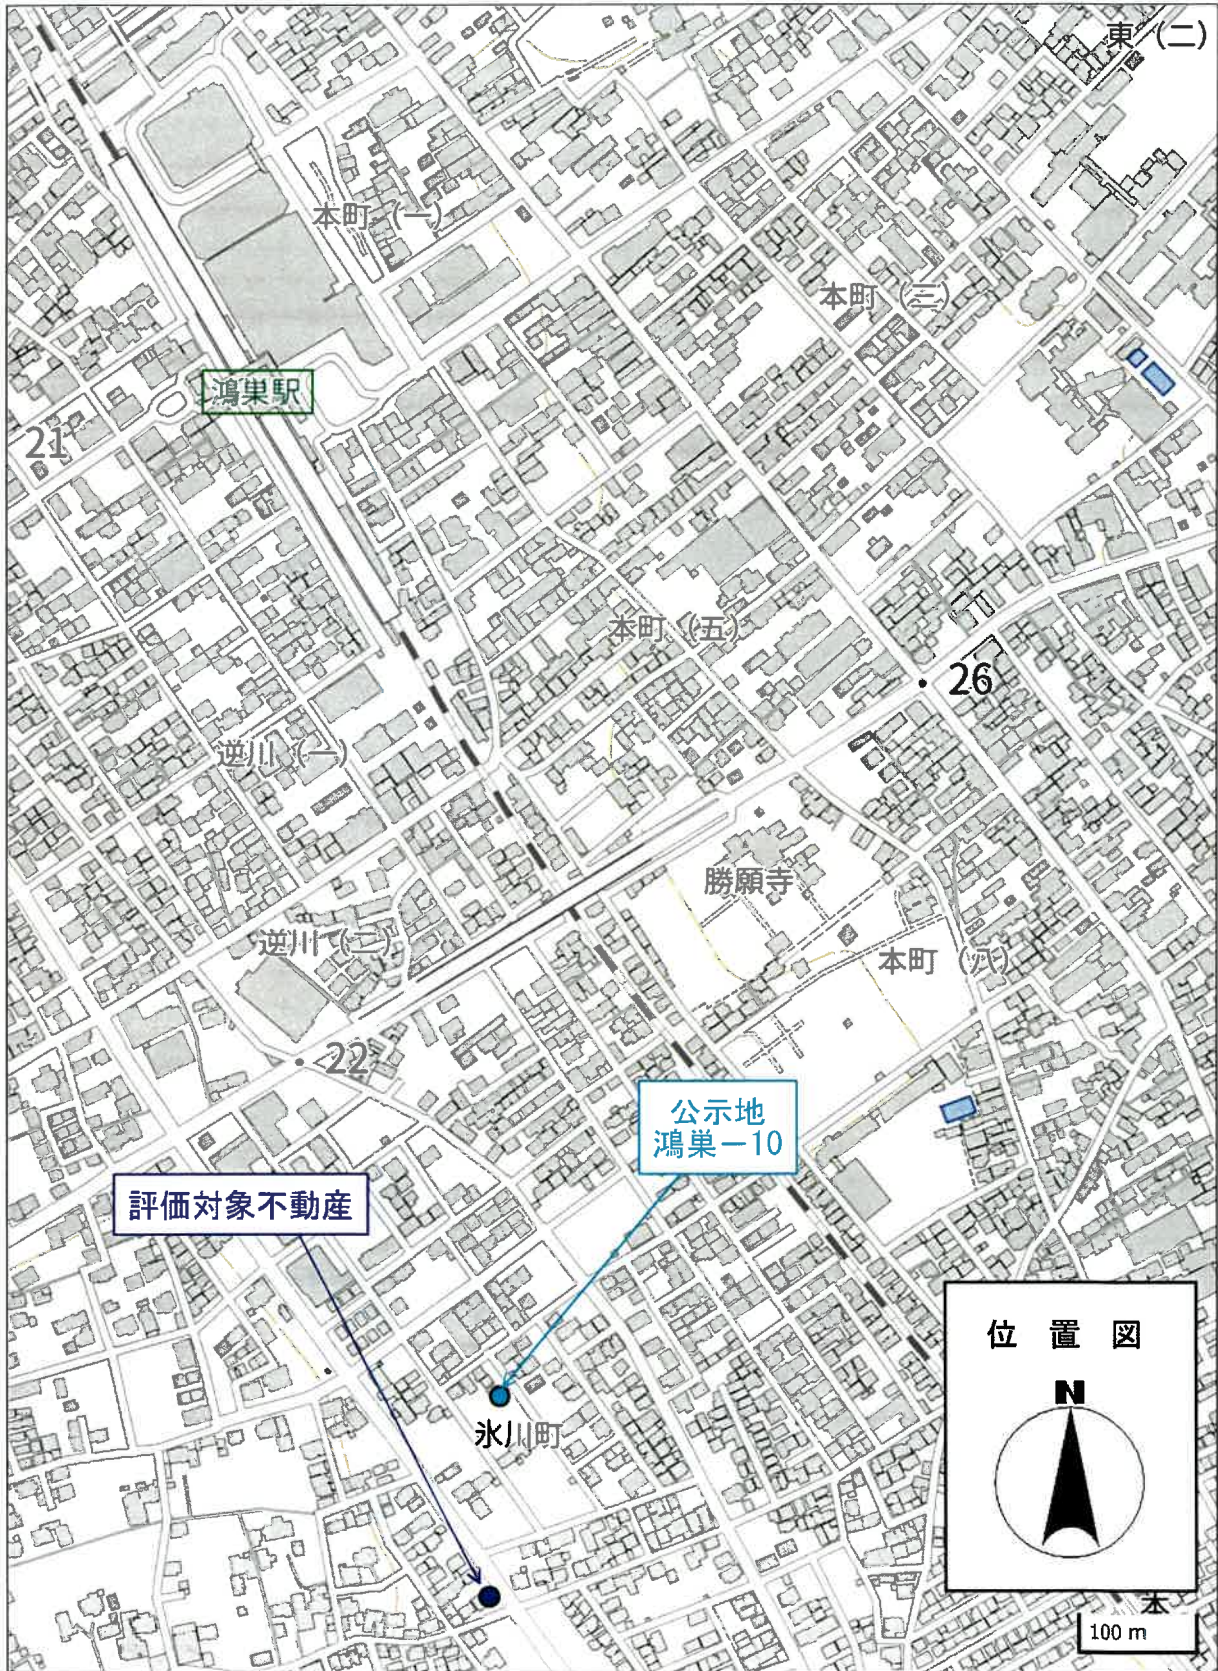 東（二）
本町（一）
本町（三）
鴻巣駅
21
本町（五）
26
逆川（一）
勝願寺
逆川（二）
本町（八）
22
公示地
鴻巣－10
評価対象不動産
位置図
N
氷川町
本
100 m